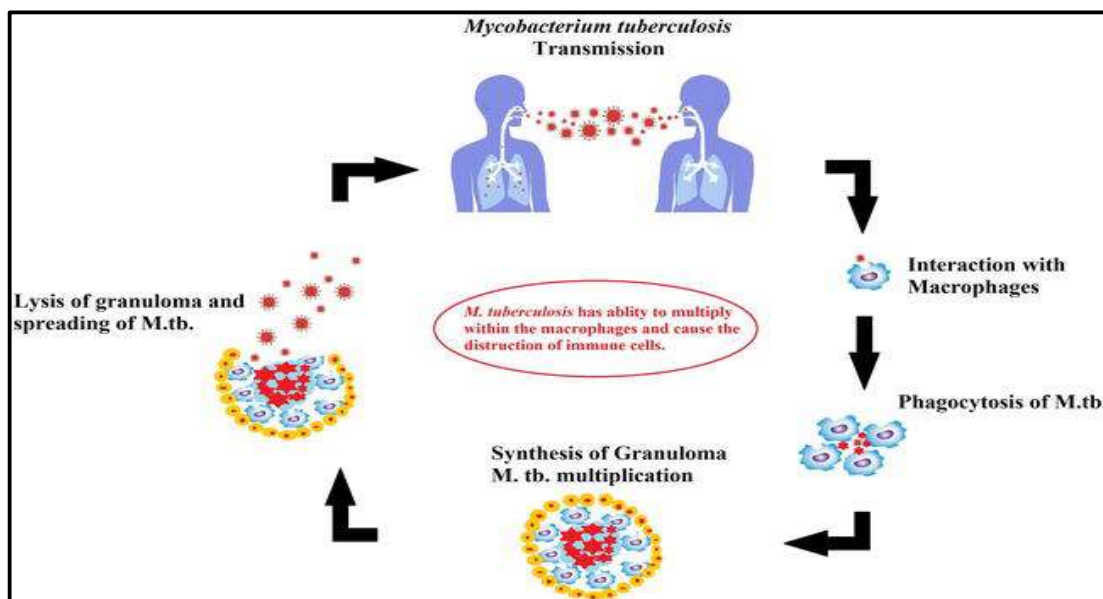 Mycobacterium tuberculosis
Transmission
Interaction with
Macrophages
Phagocytosis of M.tb.
Synthesis of Granuloma
M. tb. multiplication
Lysis of granuloma and
spreading of M.tb.
M. tuberculosis has ablity to multiply
within the macrophages and cause the
distruction of immune cells.